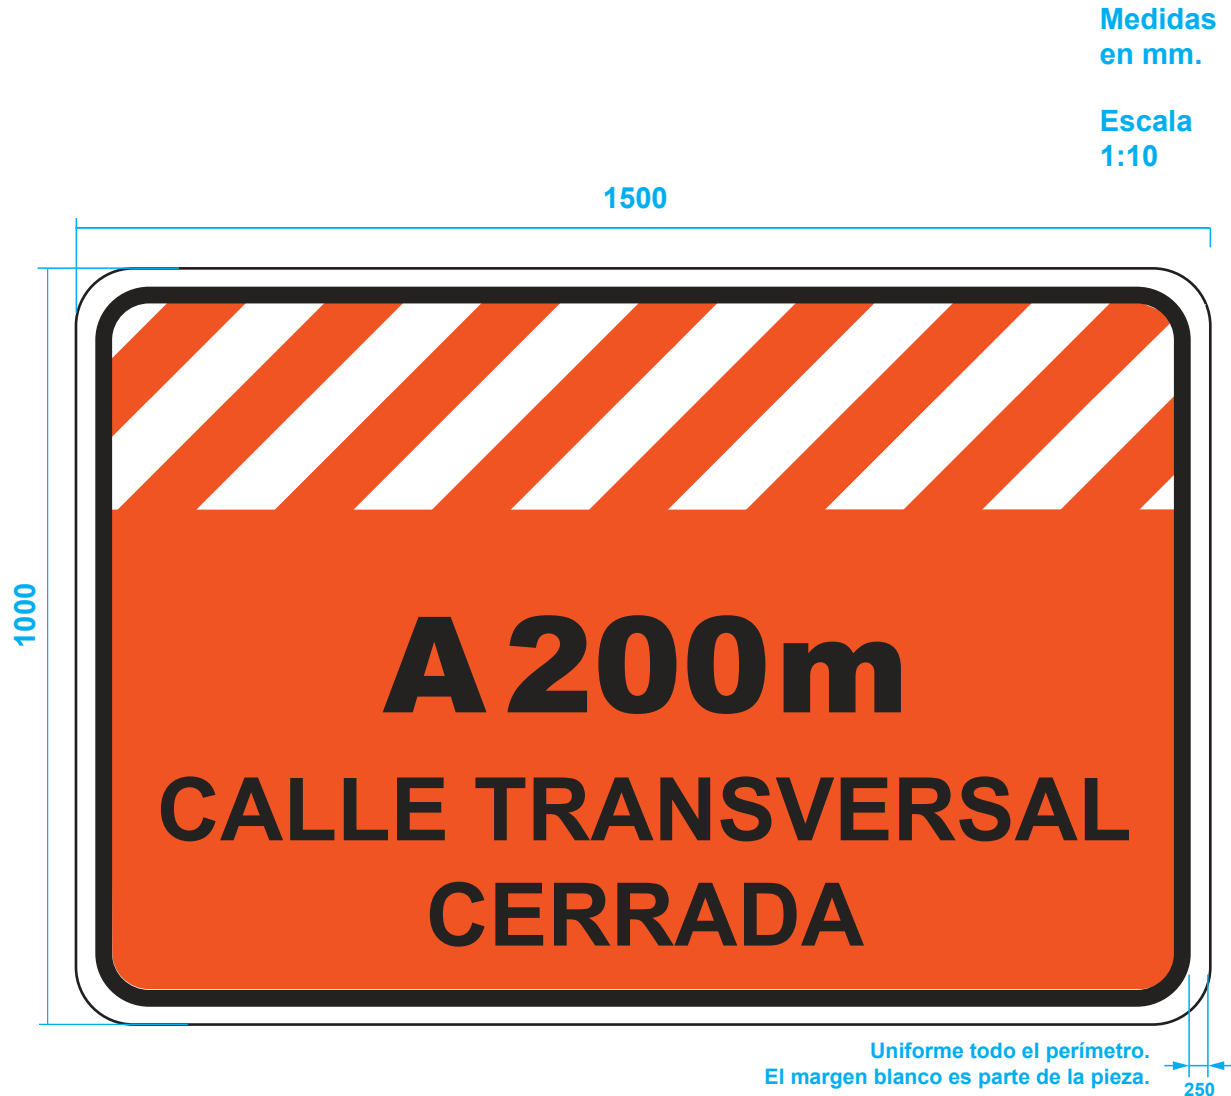 Medidas
en mm.
Escala
1:10
1500
1000
A 200 m
CALLE TRANSVERSAL
CERRADA
Uniforme todo el perímetro.
El margen blanco es parte de la pieza.
250